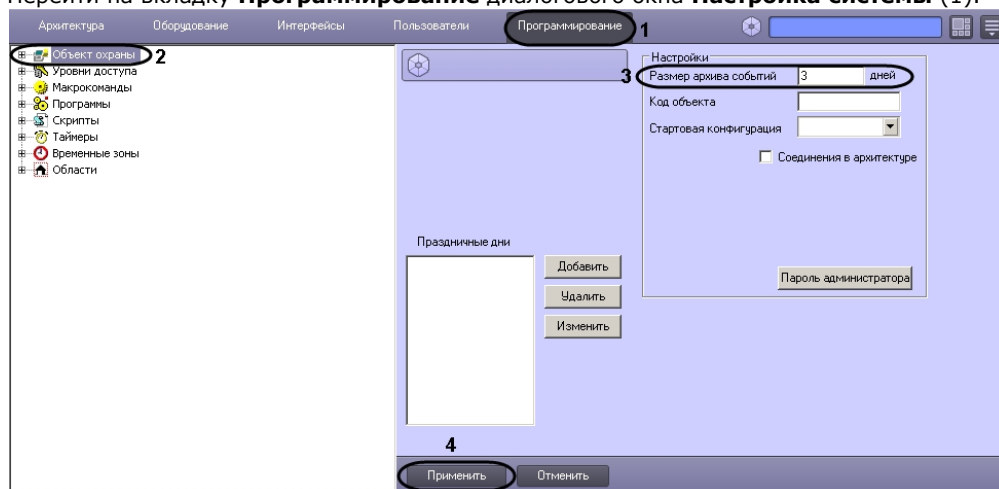 Перейти на вкладку Программирование диалогового окна Настройка системы (1).
Архитектура Оборудование Интерфейсы Пользователи Программирование 1
Объект охраны 2
Уровни доступа
Макрокоманды
Программы
Скрипты
Таймеры
Временные зоны
Области
Настройки
3 Размер архива событий 3 дней
Код объекта
Стартовая конфигурация
Соединения в архитектуре
Праздничные дни
Добавить
Удалить
Изменить
Пароль администратора
4
Применить Отменить